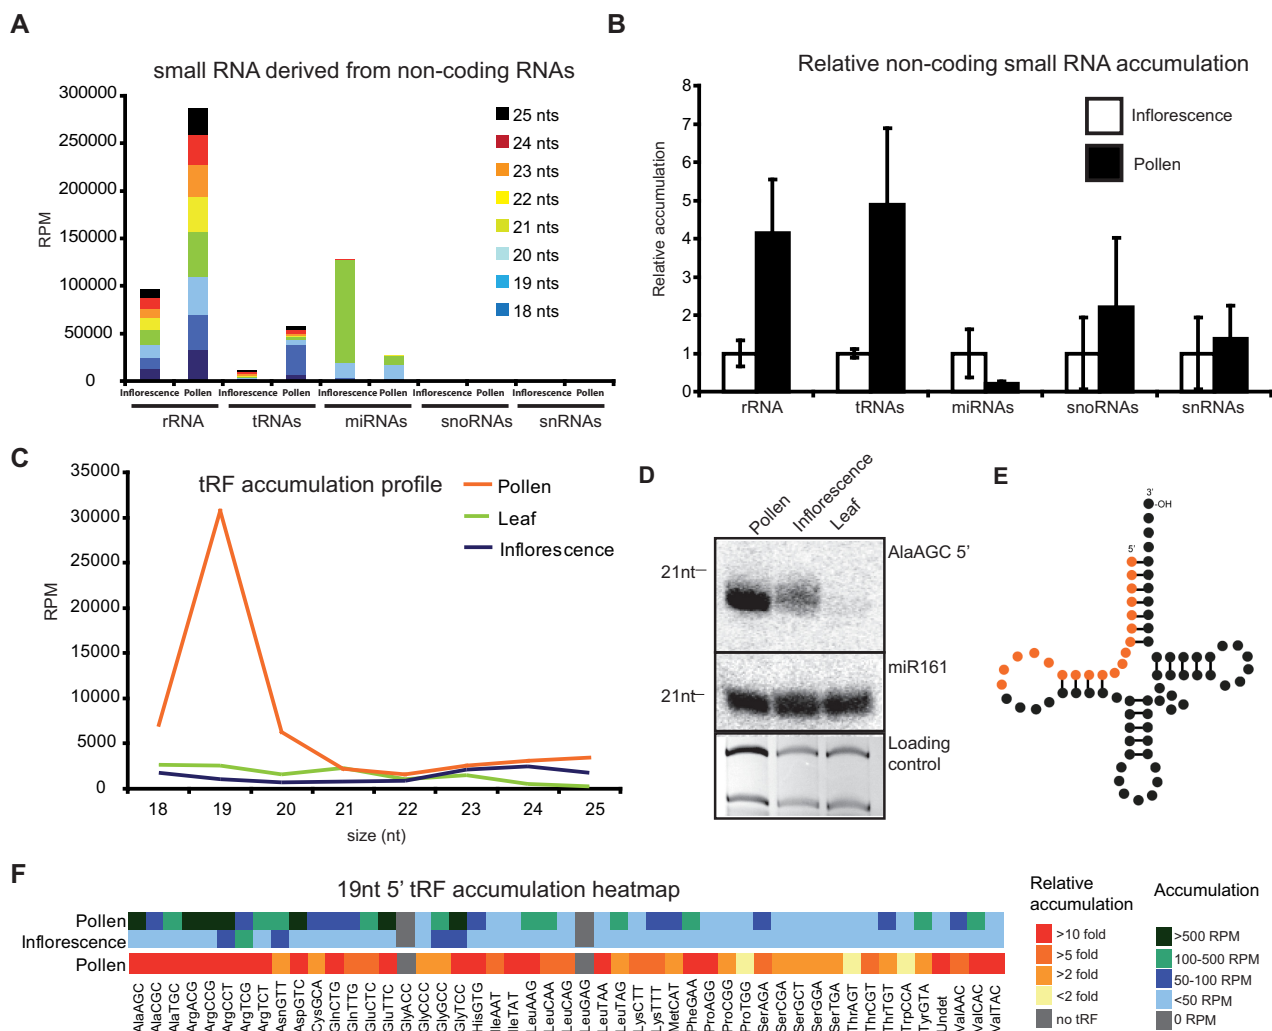 A
small RNA derived from non-coding RNAs
300000
250000
200000
150000
100000
50000
0
RPM
25 nts
24 nts
23 nts
22 nts
21 nts
20 nts
19 nts
18 nts
Inflorescence Pollen Inflorescence Pollen Inflorescence Pollen Inflorescence Pollen Inflorescence Pollen
rRNA tRNAs miRNAs snoRNAs snRNAs
B
Relative non-coding small RNA accumulation
8
7
6
5
4
3
2
1
0
Relative accumulation
Inflorescence
Pollen
rRNA tRNAs miRNAs snoRNAs snRNAs
C
tRF accumulation profile
35000
30000
25000
20000
15000
10000
5000
0
RPM
Pollen
Leaf
Inflorescence
18 19 20 21 22 23 24 25
size (nt)
D
Pollen
Inflorescence
Leaf
21nt
AlaAGC 5’
21nt
miR161
Loading
control
E
3'
-OH
5'
F
19nt 5’ tRF accumulation heatmap
Pollen
Inflorescence
Pollen
AlaAGC
AlaCGC
AlaTGC
ArgACG
ArgCCG
ArgCCT
ArgTCG
ArgTCT
AsnGTT
AspGTC
CysGCA
GlnCTG
GlnTTG
GluCTC
GluTTC
GlyACC
GlyCCC
GlyGCC
GlyTCC
HisGTG
IleAAT
IleTAT
LeuAAG
LeuCAA
LeuCAG
LeuGAG
LeuTAA
LeuTAG
LysCTT
LysTTT
MetCAT
PheGAA
ProAGG
ProCGG
ProTGG
SerAGA
SerCGA
SerGCT
SerGGA
SerTGA
ThrAGT
ThrCGT
ThrTGT
TrpCCA
TyrGTA
Undet
ValAAC
ValCAC
ValTAC
Relative
accumulation
>10 fold
>5 fold
>2 fold
<2 fold
no tRF
Accumulation
>500 RPM
100-500 RPM
50-100 RPM
<50 RPM
0 RPM